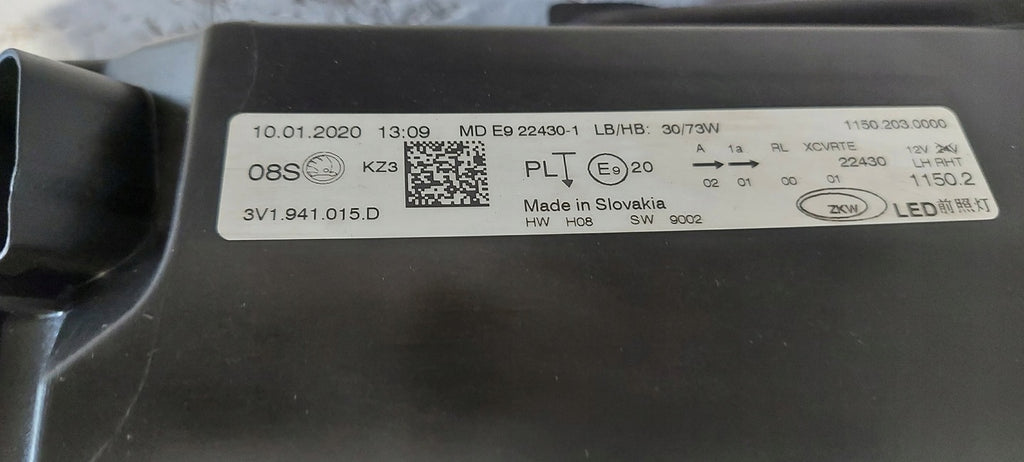 10.01.2020 13:09 MD E9 22430-1 LB/HB: 30/73W 1150.203.0000
08S KZ3 PL E9 20
A 1a RL XCVRTE 12V 24V
22430 LH RHT
02 01 00 01 1150.2
3V1.941.015.D Made in Slovakia ZKW LED前照灯
HW H08 SW 9002